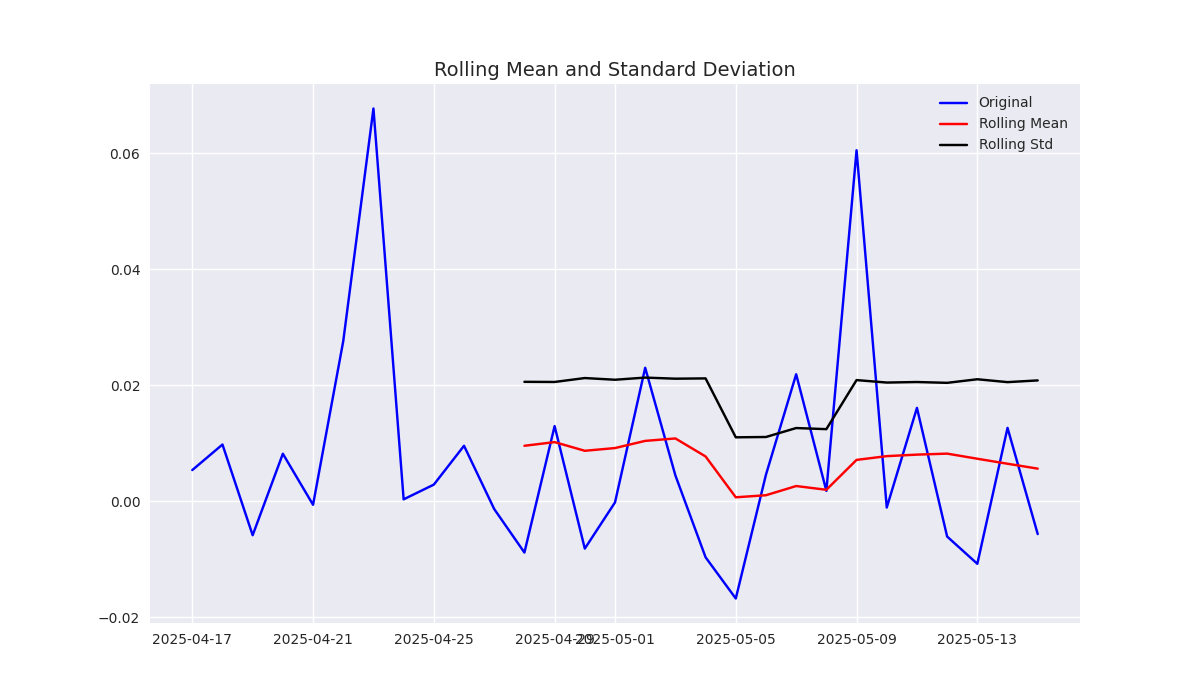 Rolling Mean and Standard Deviation
Original
Rolling Mean
Rolling Std
0.06
0.04
0.02
0.00
−0.02
2025-04-17 2025-04-21 2025-04-25 2025-04-29 2025-05-01 2025-05-05 2025-05-09 2025-05-13